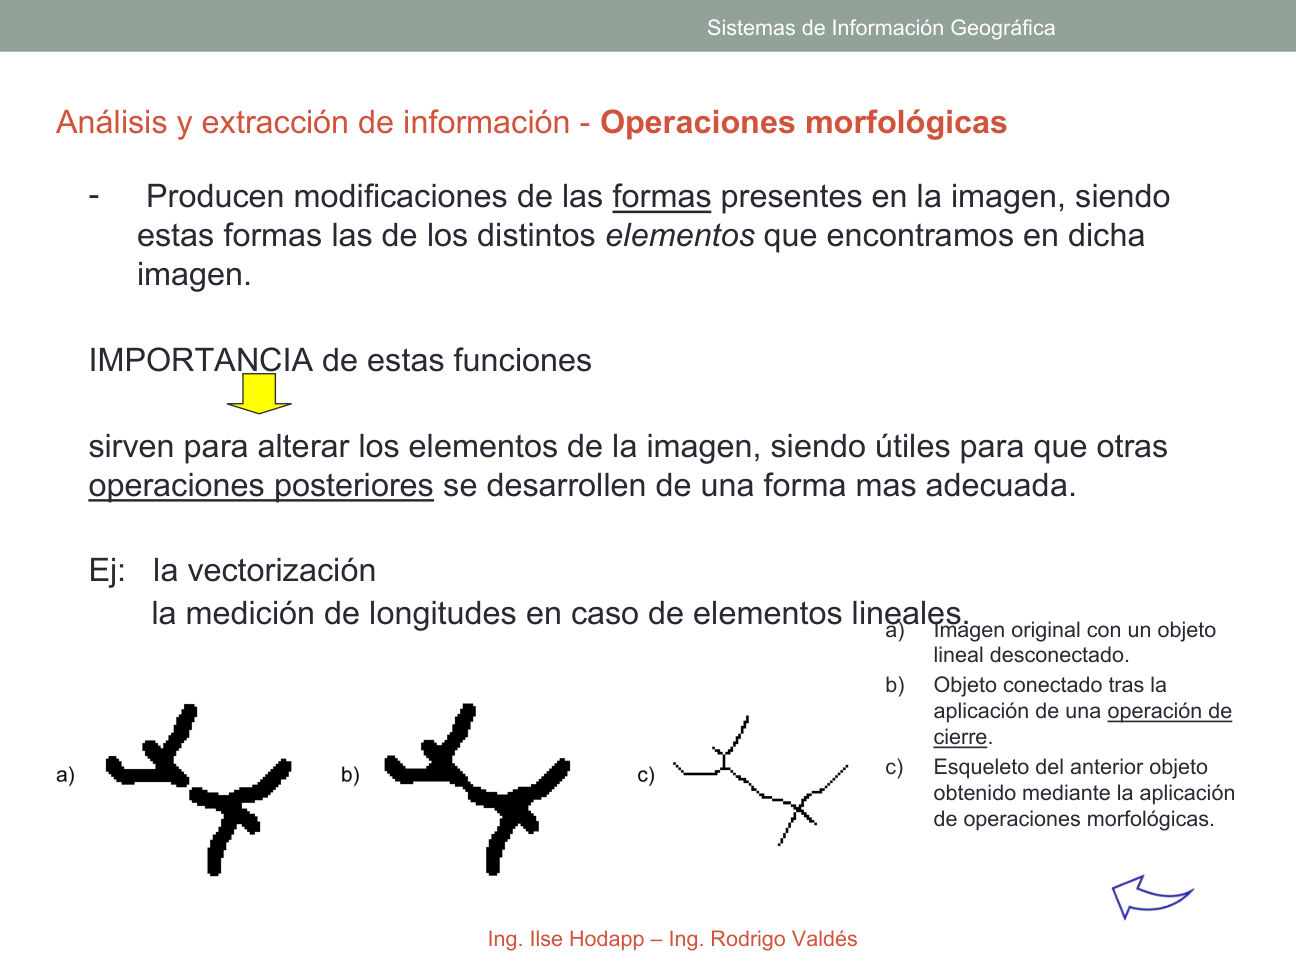 Sistemas de Información Geográfica
Análisis y extracción de información - Operaciones morfológicas
- Producen modificaciones de las formas presentes en la imagen, siendo
estas formas las de los distintos elementos que encontramos en dicha
imagen.
IMPORTANCIA de estas funciones
sirven para alterar los elementos de la imagen, siendo útiles para que otras
operaciones posteriores se desarrollen de una forma mas adecuada.
Ej: la vectorización
la medición de longitudes en caso de elementos lineales.
a) Imagen original con un objeto
lineal desconectado.
b) Objeto conectado tras la
aplicación de una operación de
cierre.
c) Esqueleto del anterior objeto
obtenido mediante la aplicación
de operaciones morfológicas.
a)
b)
c)
Ing. Ilse Hodapp – Ing. Rodrigo Valdés